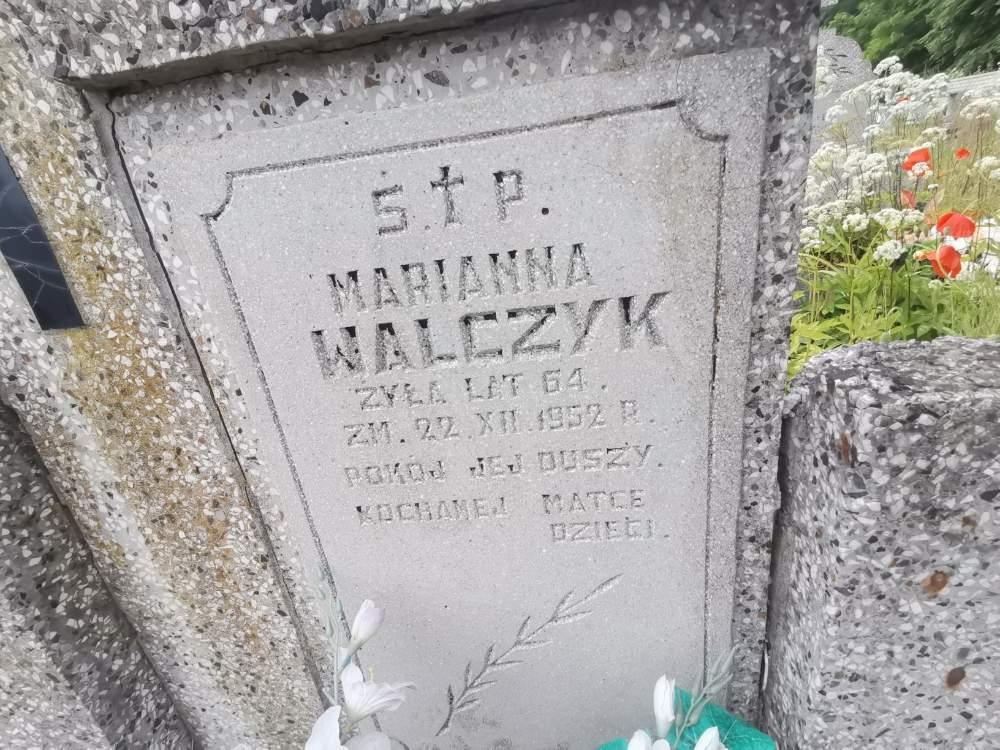 Ś. † P.
MARIANNA
WALCZYK
ŻYŁA LAT 64.
ZM. 22.XII.1952 R.
POKÓJ JEJ DUSZY.
KOCHANEJ MATCE
DZIECI.